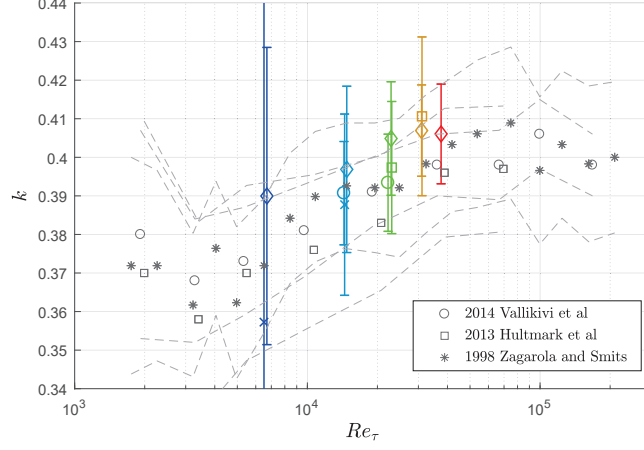 0.44
0.43
0.42
0.41
0.4
0.39
0.38
0.37
0.36
0.35
0.34
k
10³
10⁴
10⁵
Re_τ
2014 Vallikivi et al
2013 Hultmark et al
1998 Zagarola and Smits